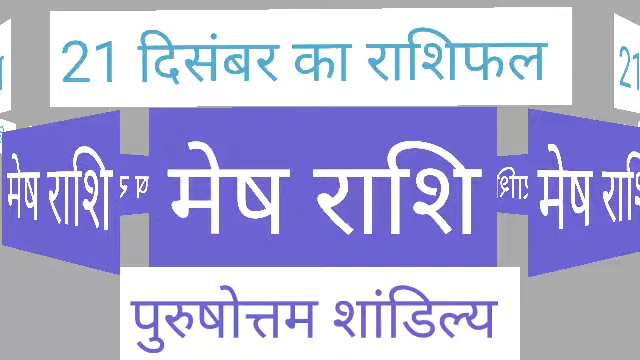 21 दिसंबर का राशिफल
मेष राशि
मेष राशि
मेष राशि
पुरुषोत्तम शांडिल्य